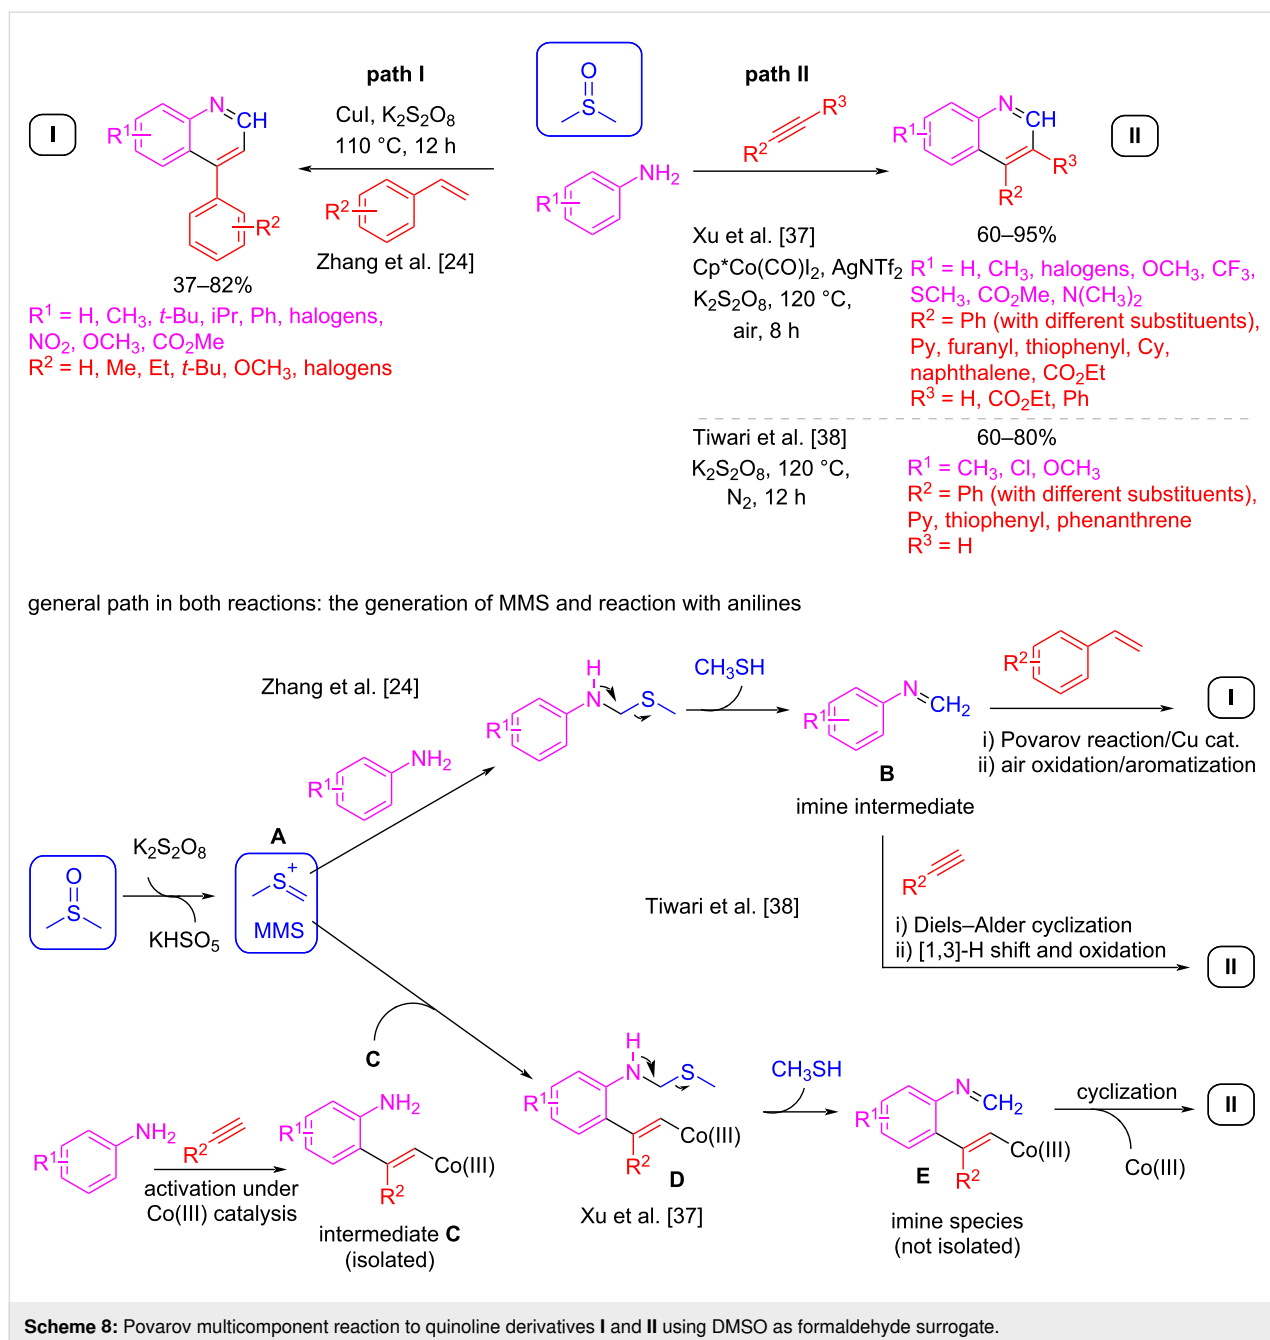 path I
CuI, K2S2O8
110 °C, 12 h
Zhang et al. [24]
I
R1
N
CH
R2
37–82%
R1 = H, CH3, t-Bu, iPr, Ph, halogens,
NO2, OCH3, CO2Me
R2 = H, Me, Et, t-Bu, OCH3, halogens
R2
O
S
R1
NH2
path II
R3
R2
Xu et al. [37]
Cp*Co(CO)I2, AgNTf2
K2S2O8, 120 °C,
air, 8 h
R1
N
CH
R3
R2
II
60–95%
R1 = H, CH3, halogens, OCH3, CF3,
SCH3, CO2Me, N(CH3)2
R2 = Ph (with different substituents),
Py, furanyl, thiophenyl, Cy,
naphthalene, CO2Et
R3 = H, CO2Et, Ph
Tiwari et al. [38]
K2S2O8, 120 °C,
N2, 12 h
60–80%
R1 = CH3, Cl, OCH3
R2 = Ph (with different substituents),
Py, thiophenyl, phenanthrene
R3 = H
general path in both reactions: the generation of MMS and reaction with anilines
Zhang et al. [24]
R1
NH2
H
N
S
R1
CH3SH
N
CH2
R1
B
imine intermediate
R2
i) Povarov reaction/Cu cat.
ii) air oxidation/aromatization
I
O
S
K2S2O8
KHSO5
A
S+
MMS
Tiwari et al. [38]
R2
i) Diels–Alder cyclization
ii) [1,3]-H shift and oxidation
II
C
R1
NH2
R2
activation under
Co(III) catalysis
R1
NH2
Co(III)
R2
intermediate C
(isolated)
H
N
S
R1
Co(III)
R2
D
Xu et al. [37]
CH3SH
N
CH2
R1
Co(III)
R2
E
imine species
(not isolated)
cyclization
Co(III)
II
Scheme 8: Povarov multicomponent reaction to quinoline derivatives I and II using DMSO as formaldehyde surrogate.